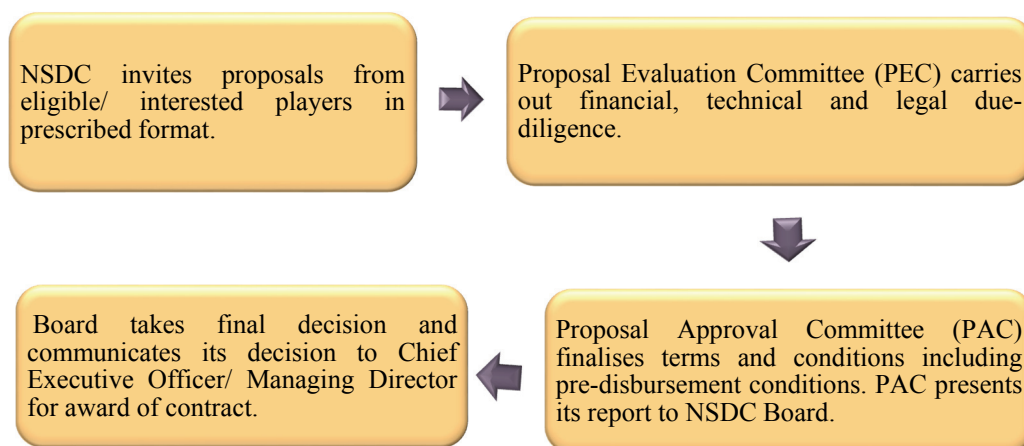 NSDC invites proposals from
eligible/ interested players in
prescribed format.
Proposal Evaluation Committee (PEC) carries
out financial, technical and legal due-
diligence.
Proposal Approval Committee (PAC)
finalises terms and conditions including
pre-disbursement conditions. PAC presents
its report to NSDC Board.
Board takes final decision and
communicates its decision to Chief
Executive Officer/ Managing Director
for award of contract.